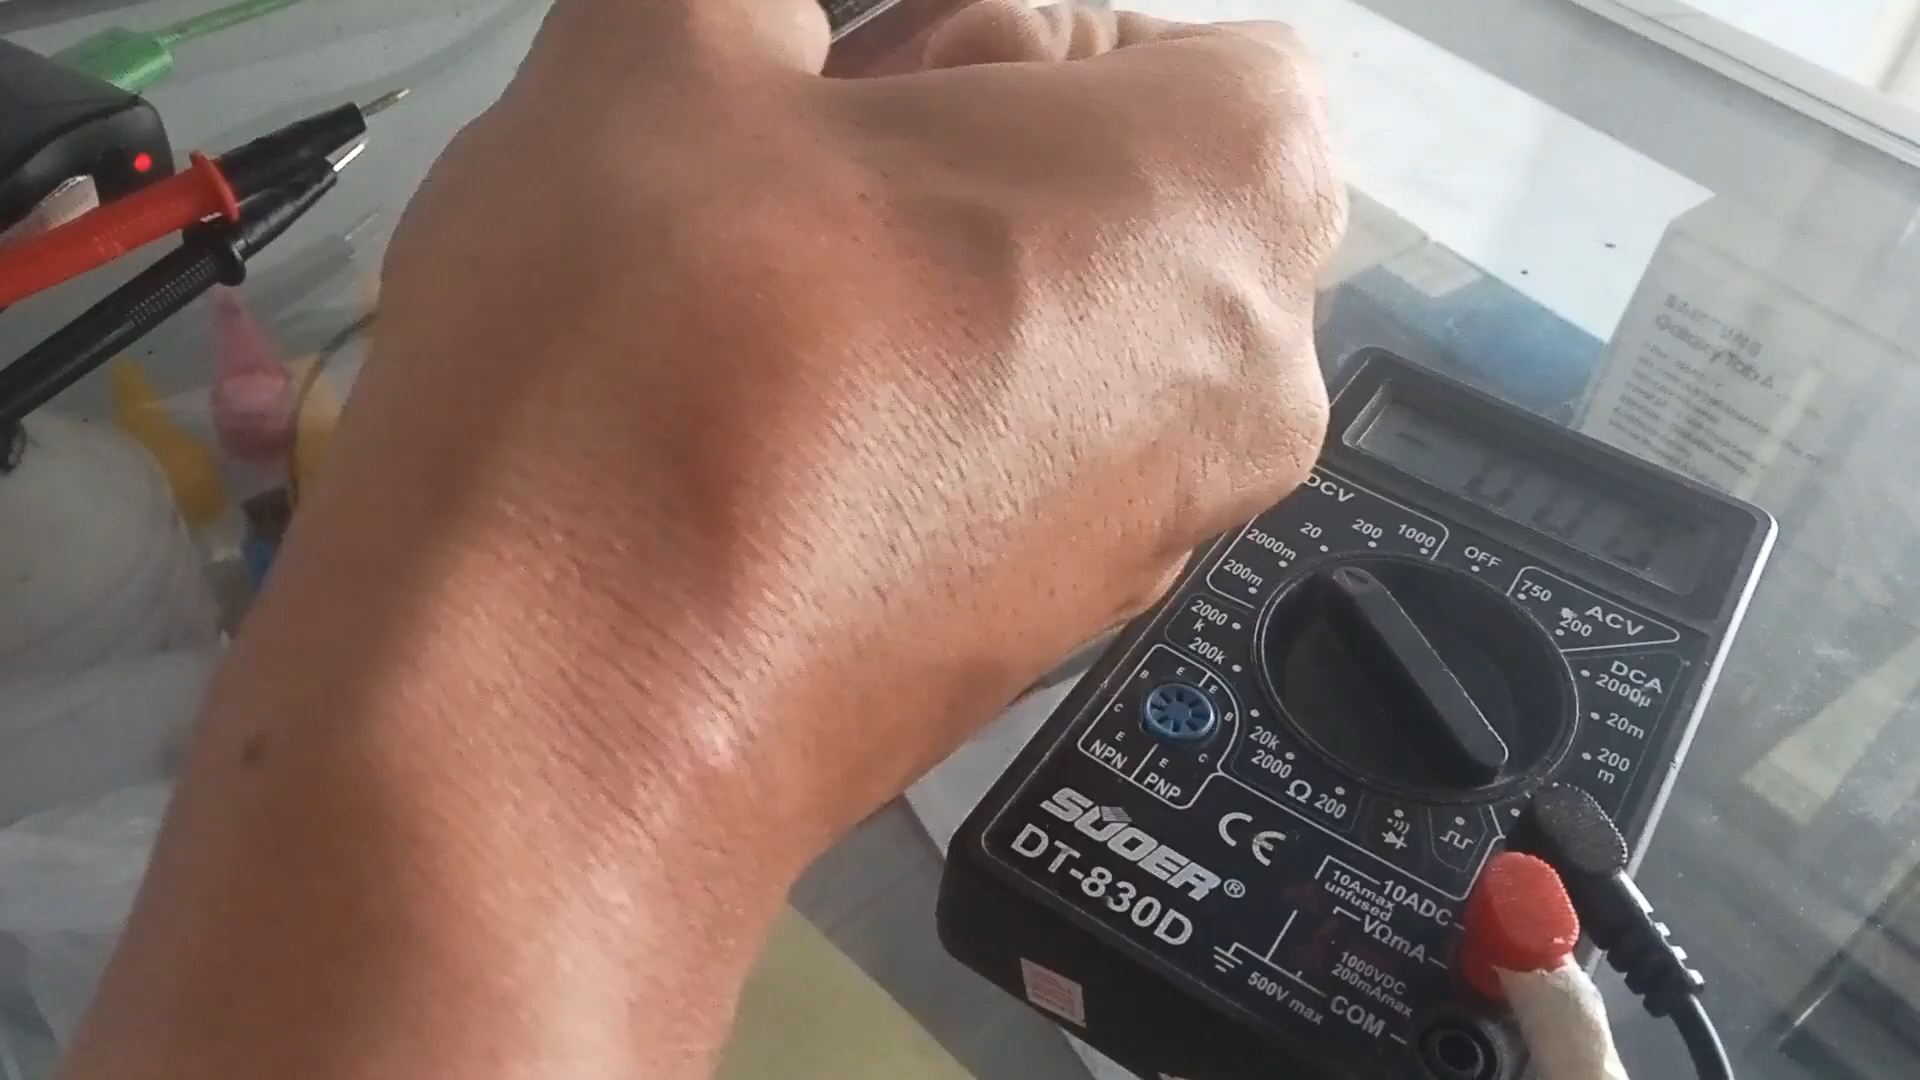 DCV
200
1000
20
2000m
200m
OFF
750
ACV
200
DCA
2000µ
20m
200
m
2000
k
200k
20k
2000
Ω 200
E
B
E
C
B
E
E
C
NPN
PNP
SUOER®
CE
DT-830D
10ADC
10Amax
unfused
VΩmA
1000VDC
200mAmax
500V max
COM